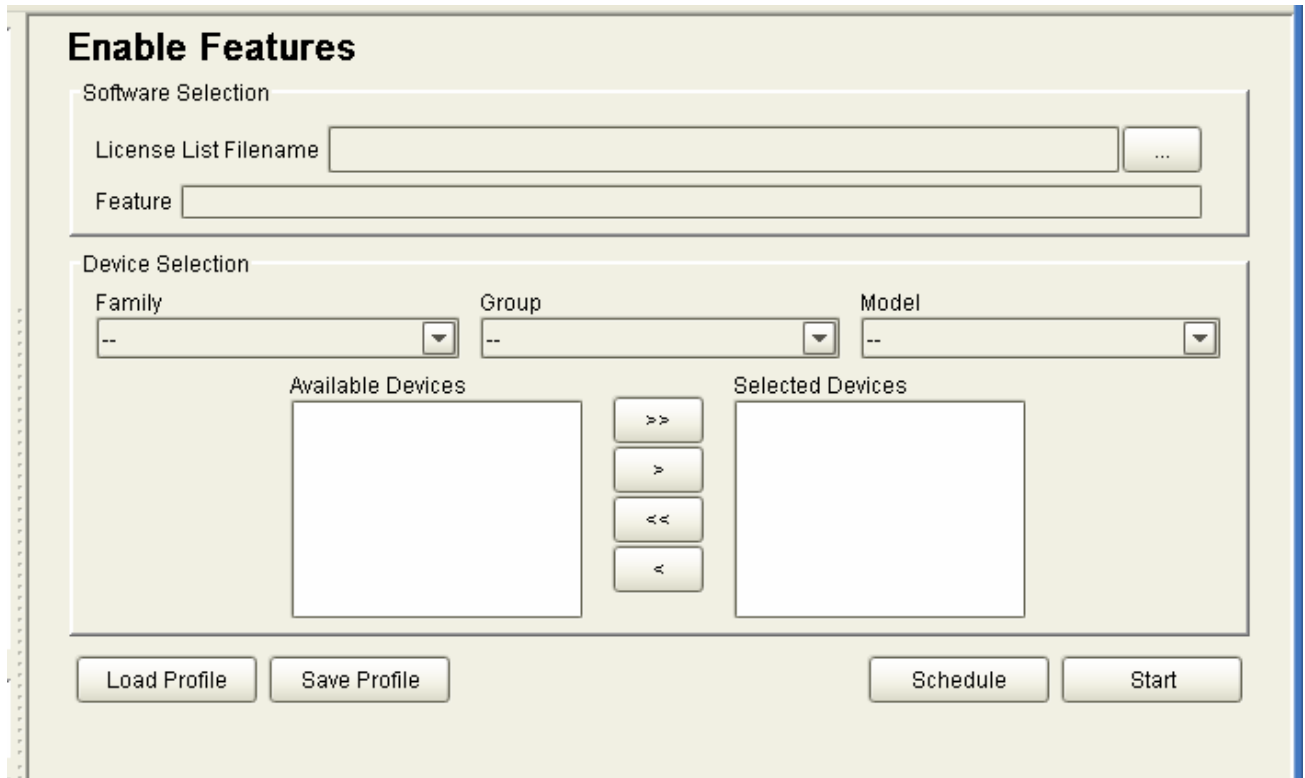 Enable Features
Software Selection
License List Filename ...
Feature
Device Selection
Family Group Model
-- -- --
Available Devices Selected Devices
>>
>
<<
<
Load Profile Save Profile Schedule Start